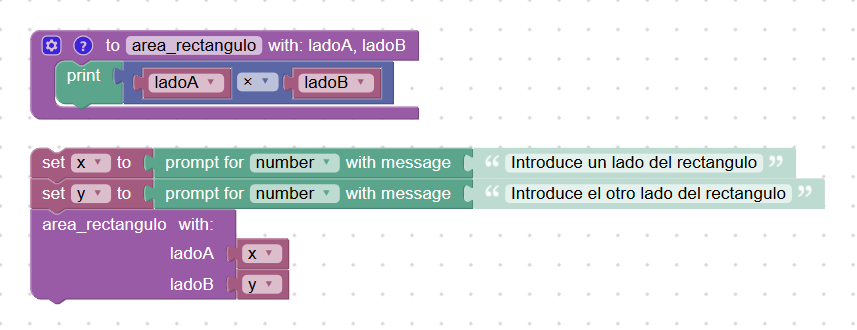 ? to area_rectangulo with: ladoA, ladoB
print ladoA × ladoB
set x to prompt for number with message “ Introduce un lado del rectangulo ”
set y to prompt for number with message “ Introduce el otro lado del rectangulo ”
area_rectangulo with:
ladoA x
ladoB y